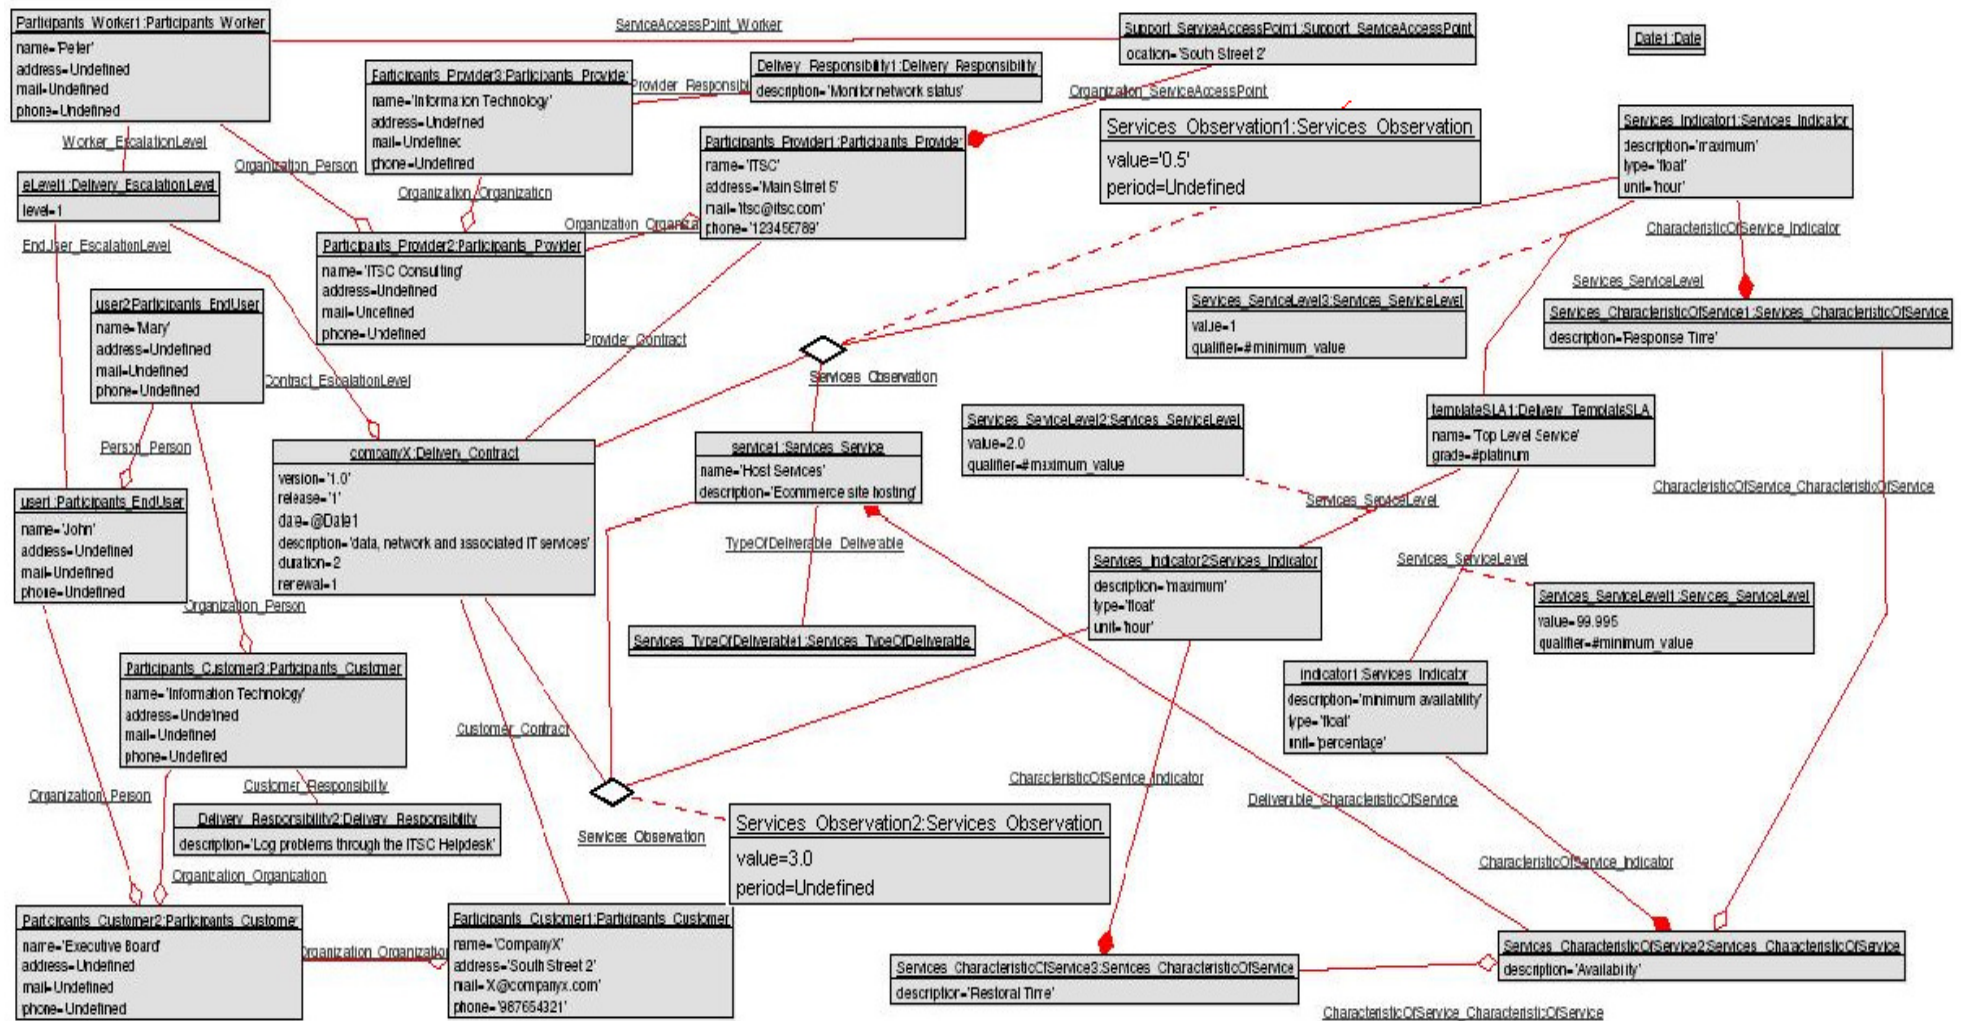 Participants_Worker1:Participants_Worker
name='Peter'
address=Undefined
mail=Undefined
phone=Undefined
ServiceAccessPoint_Worker
Support_ServiceAccessPoin1:Support_ServiceAccessPoint
ocation='South Street 2'
Date1:Date
Participants_Provider3:Participants_Provider
name='Information Technology'
address=Undefined
mail=Undefined
phone=Undefined
Provider_Responsibi
Delivey_Responsibility1:Delivery_Responsibility
description='Monitor network status'
Organization_ServiceAccessPoint
Services_Observation1:Services_Observation
value='0.5'
period=Undefined
Services_Indicator1:Services_Indicator
description='maximum'
type='float'
unit='hour'
Worker_EscalationLevel
Organization_Person
Participants_Provider1:Participants_Provider
name='ITSC'
address='Main Street 5'
mail='itsc@itsc.com'
phone='123456789'
eLevel1:Delivery_EscalationLevel
level=1
Organization_Organization
Organization_Organiza
EndUser_EscalationLevel
Participants_Provider2:Participants_Provider
name='ITSC Consulting'
address=Undefined
mail=Undefined
phone=Undefined
CharacteristicOfService_Indicator
Services_ServiceLevel
user2Participants_EndUser
name='Mary'
address=Undefined
mail=Undefined
phone=Undefined
Services_ServiceLevel3:Services_ServiceLevel
value=1
qualifier=#minimum_value
Services_CharacteristicOfService1:Services_CharacteristicOfService
description='Response Time'
Provider_Contract
Contract_EscalationLevel
Services_Observation
Services_ServiceLevel2:Services_ServiceLevel
value=2.0
qualifier=#maximum_value
templateSLA1:Delivery_TemplateSLA
name='Top Level Service'
grade=#platinum
Person_Person
companyX:Delivery_Contract
version='1.0'
release='1'
date=@Date1
description='data, network and associated IT services'
duration=2
renewal=1
service1:Services_Service
name='Host Services'
description='Ecommerce site hosting'
Services_ServiceLevel
CharacteristicOfService_CharacteristicOfService
user1:Participants_EndUser
name='John'
address=Undefined
mail=Undefined
phone=Undefined
TypeOfDeliverable_Deliverable
Services_Indicator2Services_Indicator
description='maximum'
type='float'
unit='hour'
Services_ServiceLevel
Services_ServiceLevel1:Services_ServiceLevel
value=99.995
qualifier=#minimum_value
Organization_Person
Services_TypeOfDeliverable1:Services_TypeOfDeliverable
Participants_Customer3:Participants_Customer
name='Information Technology'
address=Undefined
mail=Undefined
phone=Undefined
indicator1:Services_Indicator
description='minimum availability'
type='float'
unit='percentage'
Customer_Contract
Organization_Person
Customer_Responsibility
CharacteristicOfService_Indicator
Deliverable_CharacteristicOfService
Delivery_Responsibility2:Delivery_Responsibility
description='Log problems through the ITSC Helpdesk'
Services_Observation
Services_Observation2:Services_Observation
value=3.0
period=Undefined
CharacteristicOfService_Indicator
Organization_Organization
Participants_Customer2:Participants_Customer
name='Executive Board'
address=Undefined
mail=Undefined
phone=Undefined
Organization_Organizatio
Participants_Customer1:Participants_Customer
name='CompanyX'
address='South Street 2'
mail='X@companyx.com'
phone='987654321'
Services_CharacteristicOfService3:Services_CharacteristicOfService
description='Restoral Time'
Services_CharacteristicOfService2:Services_CharacteristicOfService
description='Availability'
CharacteristicOfService_CharacteristicOfService